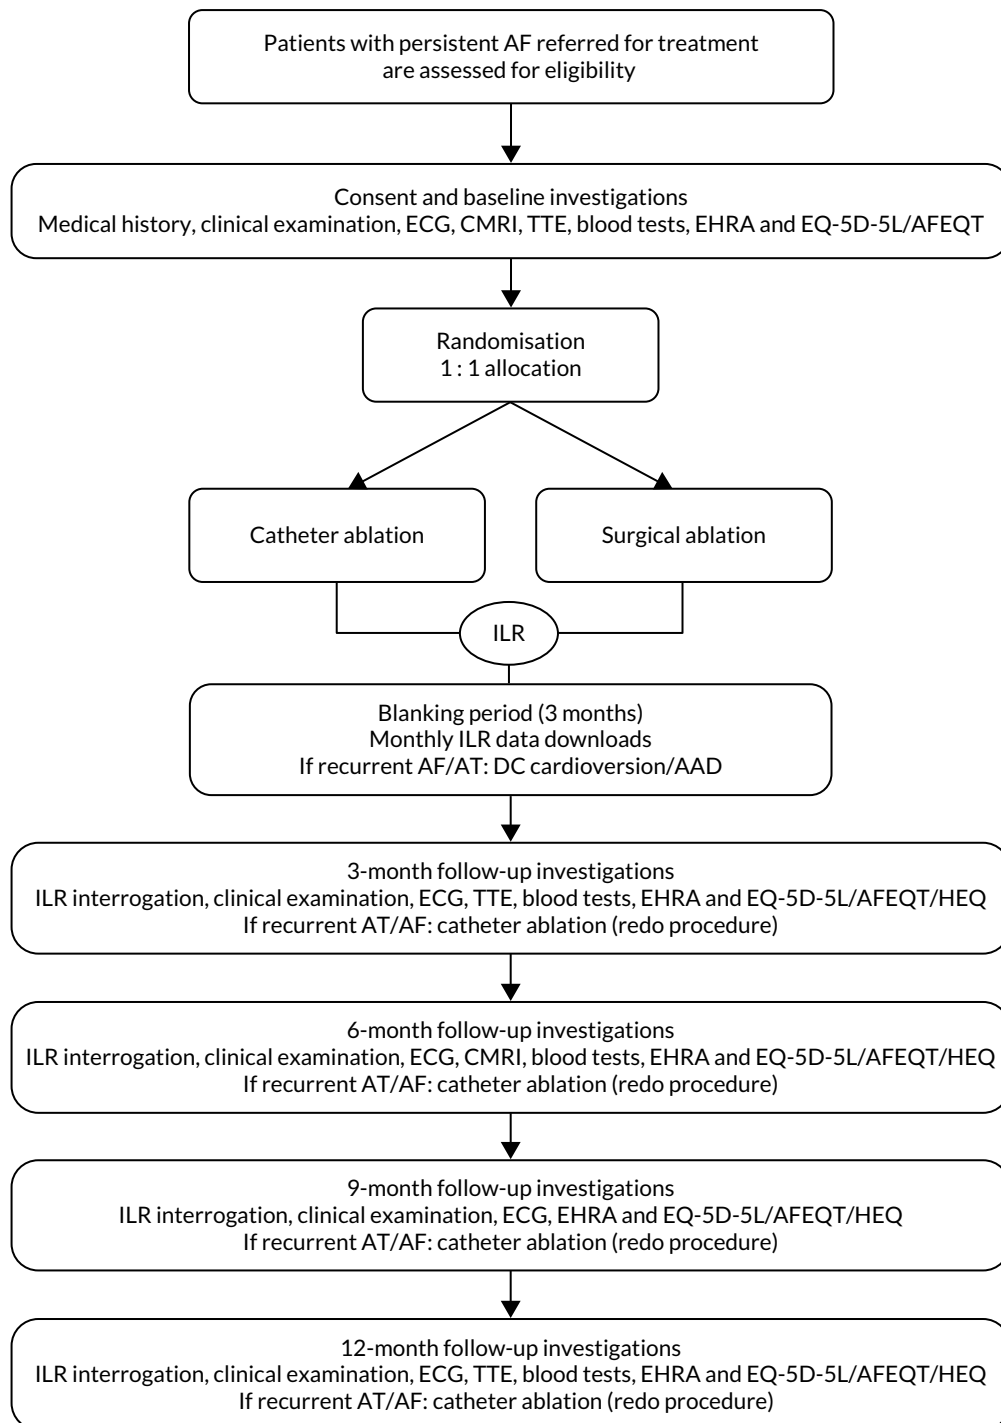 Patients with persistent AF referred for treatment
are assessed for eligibility
Consent and baseline investigations
Medical history, clinical examination, ECG, CMRI, TTE, blood tests, EHRA and EQ-5D-5L/AFEQT
Randomisation
1 : 1 allocation
Catheter ablation
Surgical ablation
ILR
Blanking period (3 months)
Monthly ILR data downloads
If recurrent AF/AT: DC cardioversion/AAD
3-month follow-up investigations
ILR interrogation, clinical examination, ECG, TTE, blood tests, EHRA and EQ-5D-5L/AFEQT/HEQ
If recurrent AT/AF: catheter ablation (redo procedure)
6-month follow-up investigations
ILR interrogation, clinical examination, ECG, CMRI, blood tests, EHRA and EQ-5D-5L/AFEQT/HEQ
If recurrent AT/AF: catheter ablation (redo procedure)
9-month follow-up investigations
ILR interrogation, clinical examination, ECG, EHRA and EQ-5D-5L/AFEQT/HEQ
If recurrent AT/AF: catheter ablation (redo procedure)
12-month follow-up investigations
ILR interrogation, clinical examination, ECG, TTE, blood tests, EHRA and EQ-5D-5L/AFEQT/HEQ
If recurrent AT/AF: catheter ablation (redo procedure)